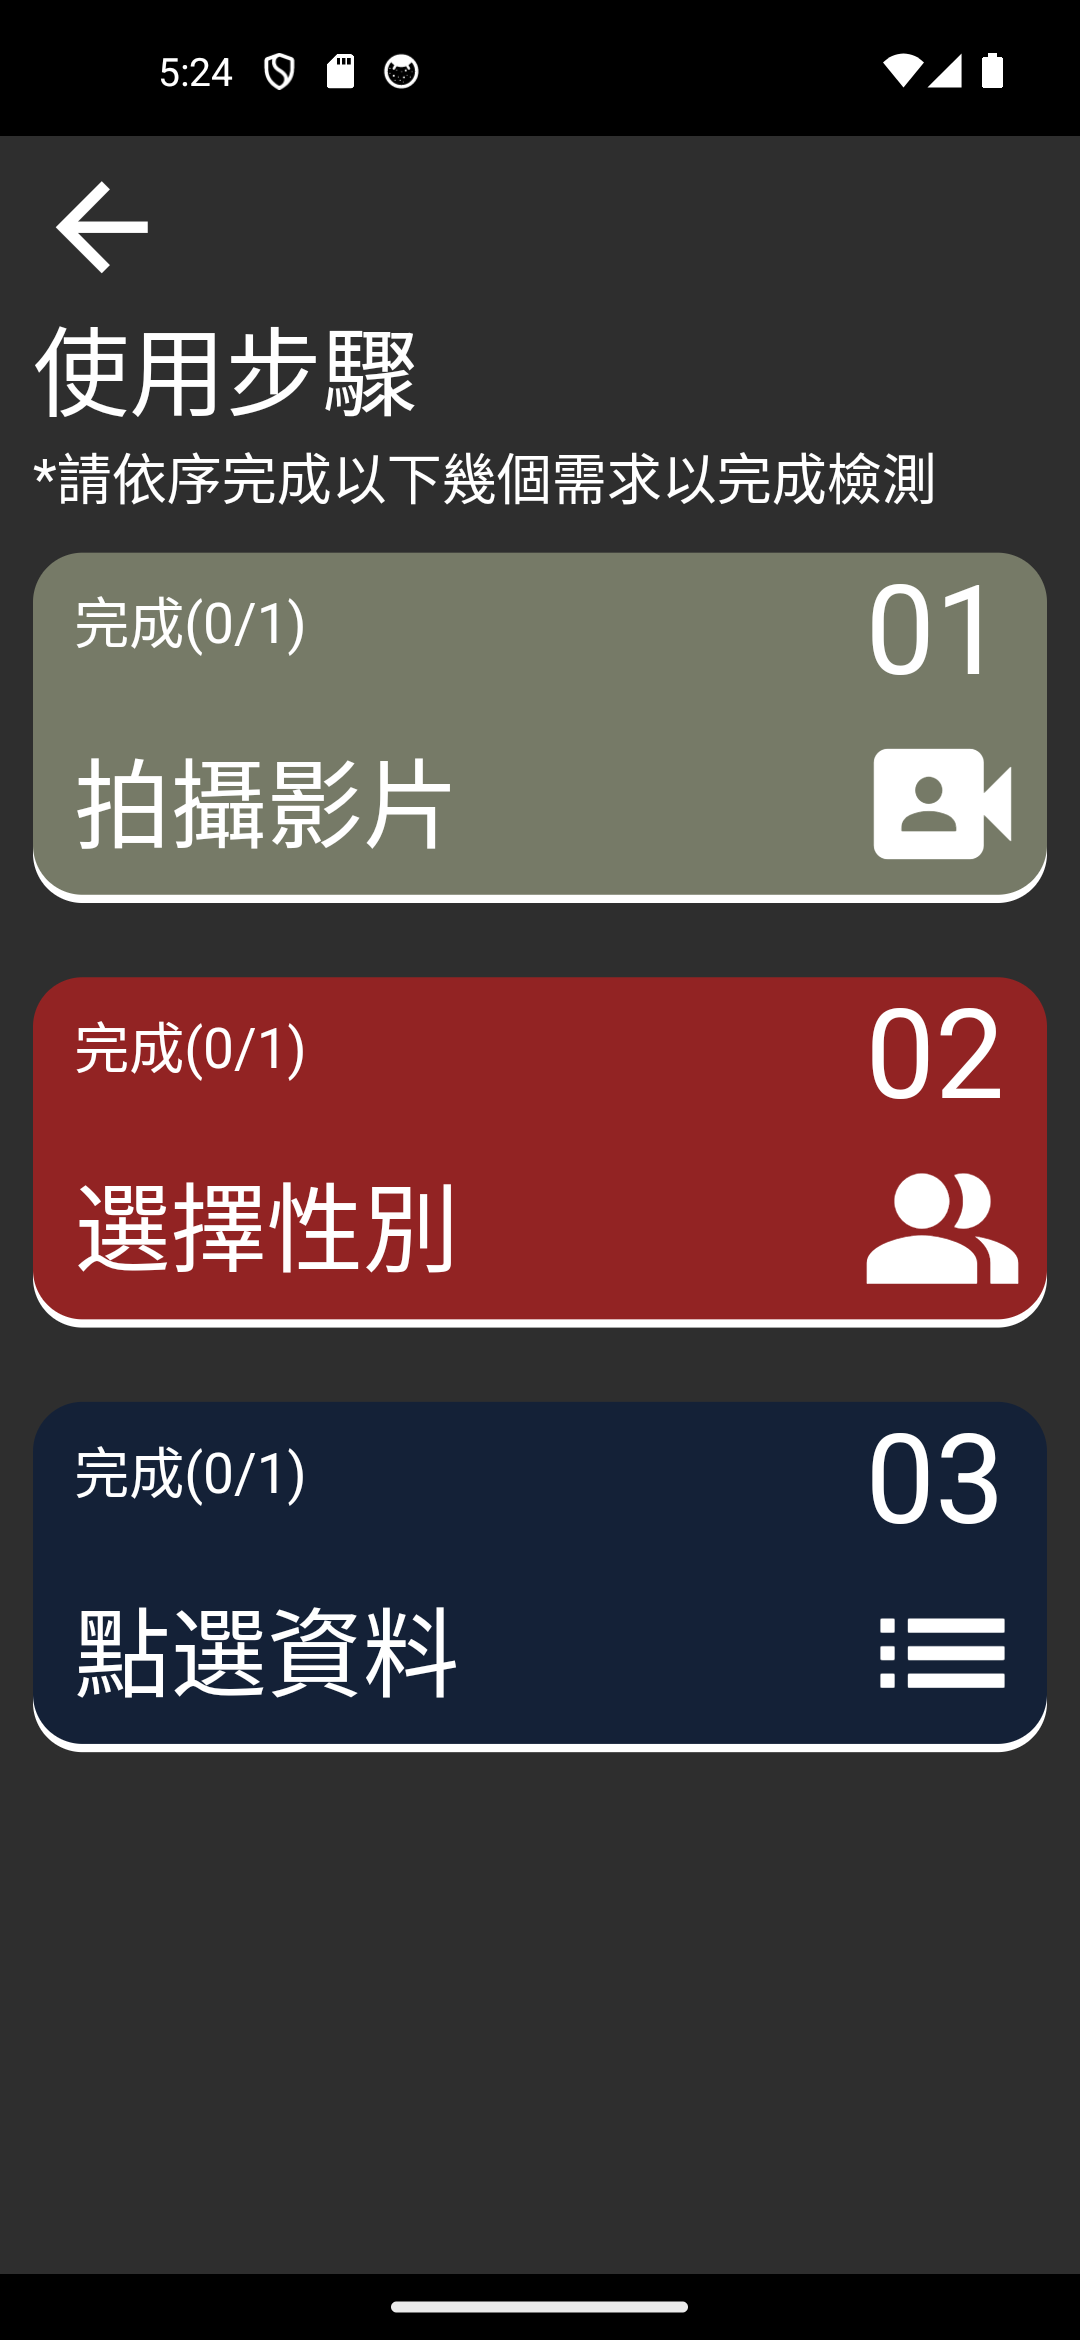 5:24
使用步驟
*請依序完成以下幾個需求以完成檢測
完成(0/1)
01
拍攝影片
完成(0/1)
02
選擇性別
完成(0/1)
03
點選資料